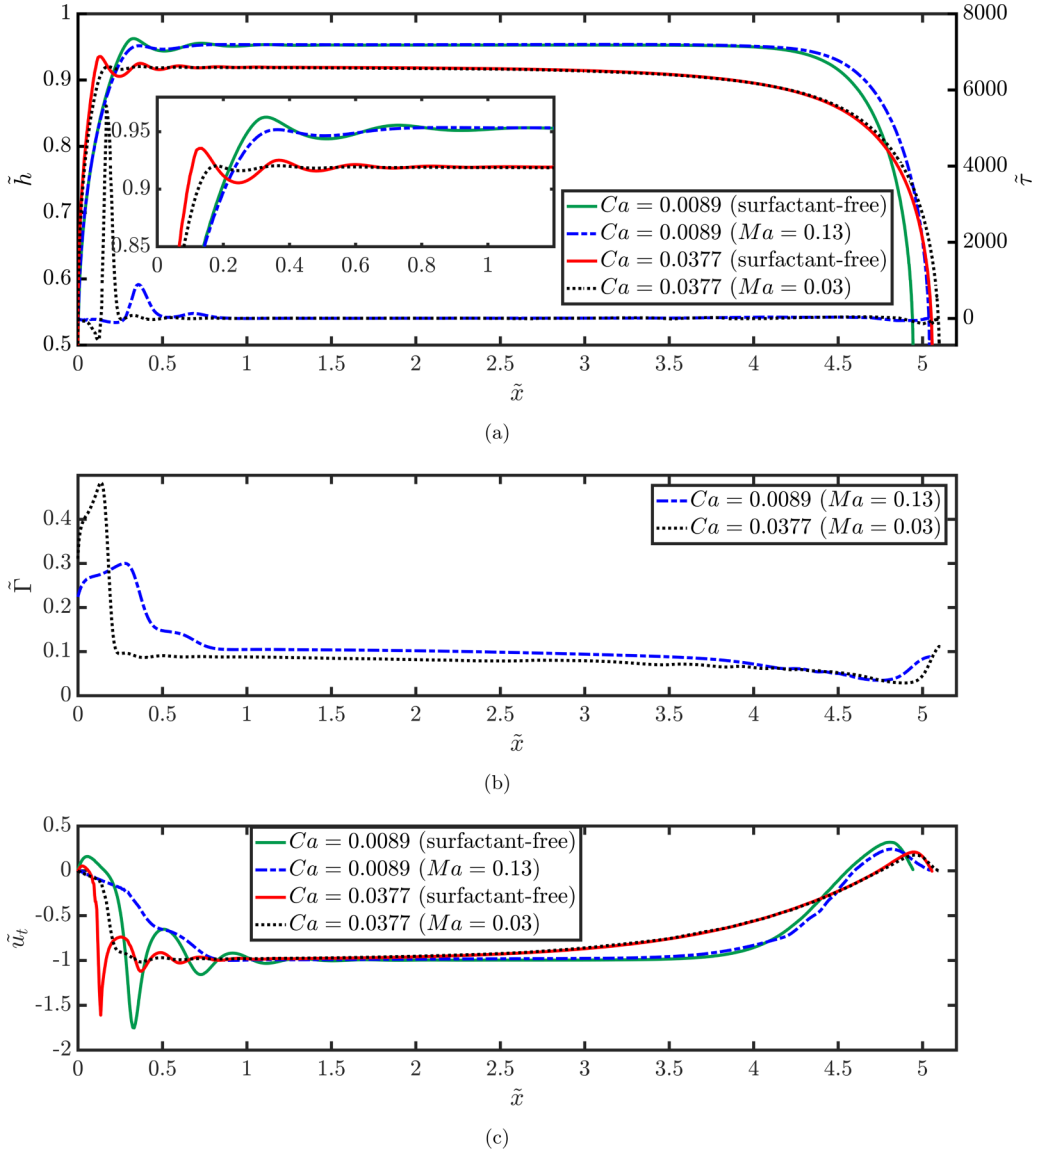 1
0.9
0.8
0.7
0.6
0.5
h̃
8000
6000
4000
2000
0
τ̃
0.95
0.9
0.85
0 0.2 0.4 0.6 0.8 1
Ca = 0.0089 (surfactant-free)
Ca = 0.0089 (Ma = 0.13)
Ca = 0.0377 (surfactant-free)
Ca = 0.0377 (Ma = 0.03)
0 0.5 1 1.5 2 2.5 3 3.5 4 4.5 5
x̃
(a)
0.4
0.3
0.2
0.1
0
Γ̃
Ca = 0.0089 (Ma = 0.13)
Ca = 0.0377 (Ma = 0.03)
0 0.5 1 1.5 2 2.5 3 3.5 4 4.5 5
x̃
(b)
0.5
0
-0.5
-1
-1.5
-2
ũt
Ca = 0.0089 (surfactant-free)
Ca = 0.0089 (Ma = 0.13)
Ca = 0.0377 (surfactant-free)
Ca = 0.0377 (Ma = 0.03)
0 0.5 1 1.5 2 2.5 3 3.5 4 4.5 5
x̃
(c)